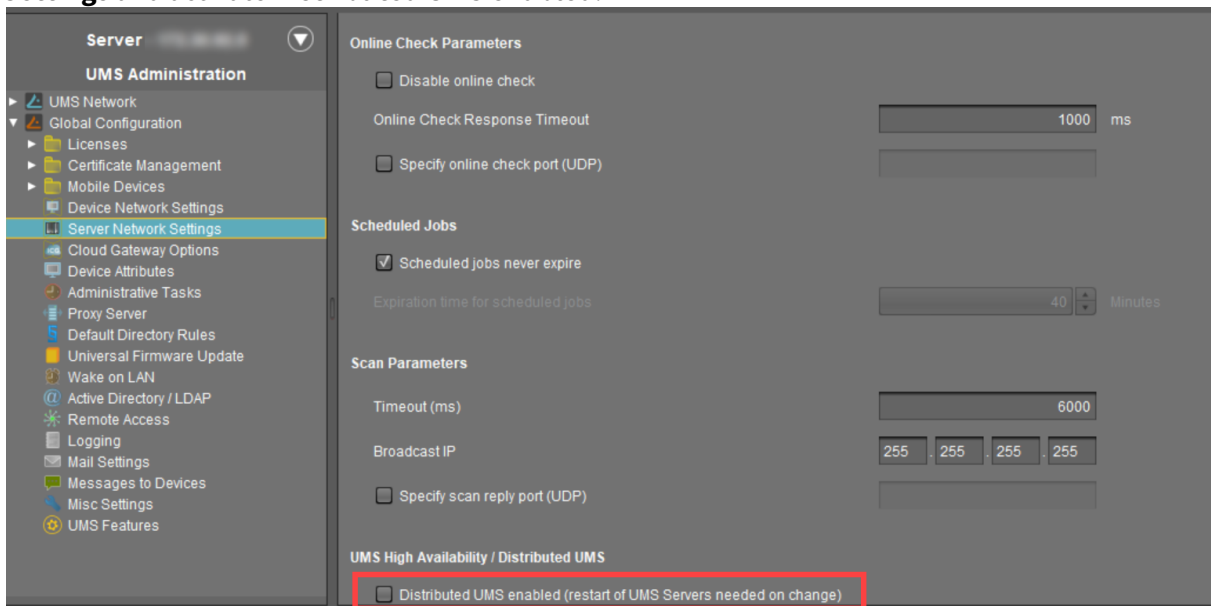 Server
UMS Administration
UMS Network
Global Configuration
Licenses
Certificate Management
Mobile Devices
Device Network Settings
Server Network Settings
Cloud Gateway Options
Device Attributes
Administrative Tasks
Proxy Server
Default Directory Rules
Universal Firmware Update
Wake on LAN
Active Directory / LDAP
Remote Access
Logging
Mail Settings
Messages to Devices
Misc Settings
UMS Features
Online Check Parameters
Disable online check
Online Check Response Timeout 1000 ms
Specify online check port (UDP)
Scheduled Jobs
Scheduled jobs never expire
Expiration time for scheduled jobs 40 Minutes
Scan Parameters
Timeout (ms) 6000
Broadcast IP 255 . 255 . 255 . 255
Specify scan reply port (UDP)
UMS High Availability / Distributed UMS
Distributed UMS enabled (restart of UMS Servers needed on change)